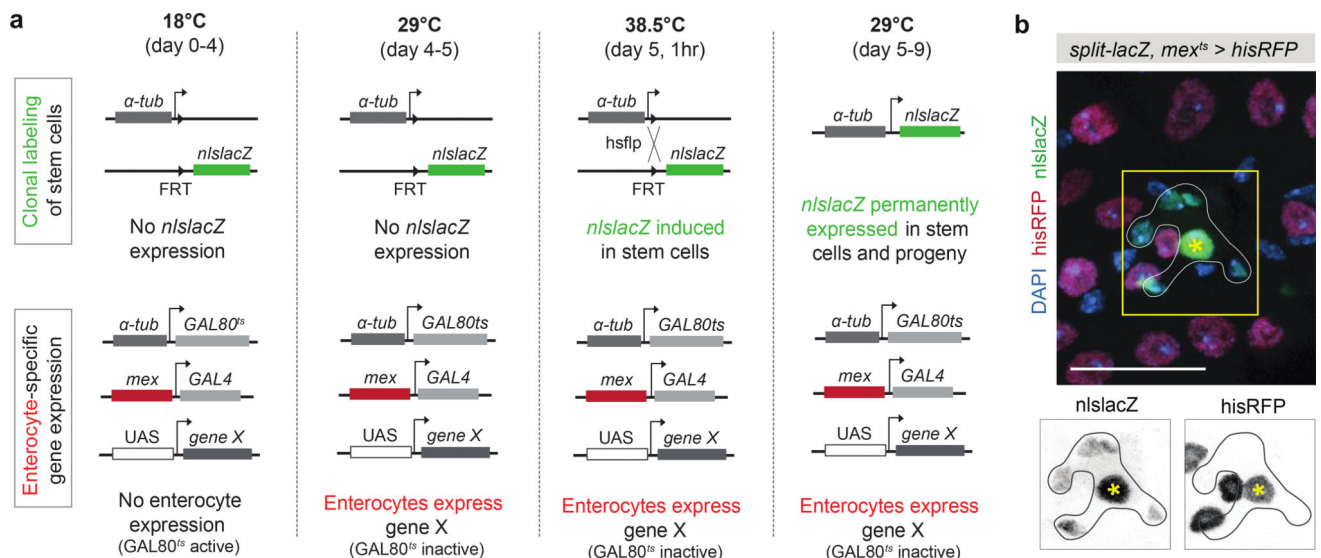 a
18°C
(day 0-4)
29°C
(day 4-5)
38.5°C
(day 5, 1hr)
29°C
(day 5-9)
Clonal labeling
of stem cells
α-tub
nlslacZ
FRT
No nlslacZ
expression
α-tub
nlslacZ
FRT
No nlslacZ
expression
α-tub
hsflp
nlslacZ
FRT
nlslacZ induced
in stem cells
α-tub
nlslacZ
nlslacZ permanently
expressed in stem
cells and progeny
Enterocyte-specific
gene expression
α-tub GAL80ts
mex GAL4
UAS gene X
No enterocyte
expression
(GAL80ts active)
α-tub GAL80ts
mex GAL4
UAS gene X
Enterocytes express
gene X
(GAL80ts inactive)
α-tub GAL80ts
mex GAL4
UAS gene X
Enterocytes express
gene X
(GAL80ts inactive)
α-tub GAL80ts
mex GAL4
UAS gene X
Enterocytes express
gene X
(GAL80ts inactive)
b
split-lacZ, mexts > hisRFP
DAPI hisRFP nlslacZ
*
nlslacZ
*
hisRFP
*